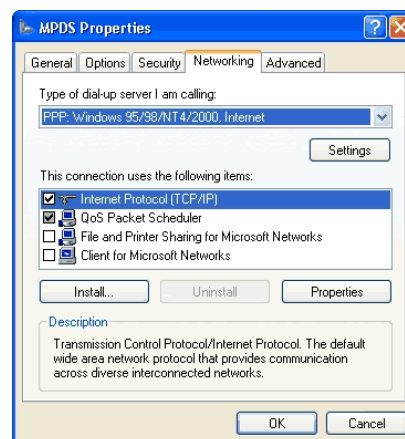 MPDS Properties
General Options Security Networking Advanced
Type of dial-up server I am calling:
PPP: Windows 95/98/NT4/2000, Internet
Settings
This connection uses the following items:
Internet Protocol (TCP/IP)
QoS Packet Scheduler
File and Printer Sharing for Microsoft Networks
Client for Microsoft Networks
Install... Uninstall Properties
Description
Transmission Control Protocol/Internet Protocol. The default
wide area network protocol that provides communication
across diverse interconnected networks.
OK Cancel